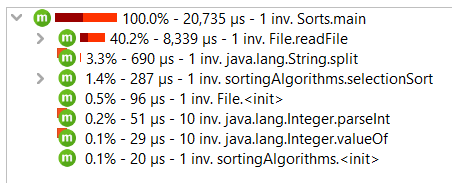 m 100.0% - 20,735 µs - 1 inv. Sorts.main
m 40.2% - 8,339 µs - 1 inv. File.readFile
m 3.3% - 690 µs - 1 inv. java.lang.String.split
m 1.4% - 287 µs - 1 inv. sortingAlgorithms.selectionSort
m 0.5% - 96 µs - 1 inv. File.<init>
m 0.2% - 51 µs - 10 inv. java.lang.Integer.parseInt
m 0.1% - 29 µs - 10 inv. java.lang.Integer.valueOf
m 0.1% - 20 µs - 1 inv. sortingAlgorithms.<init>